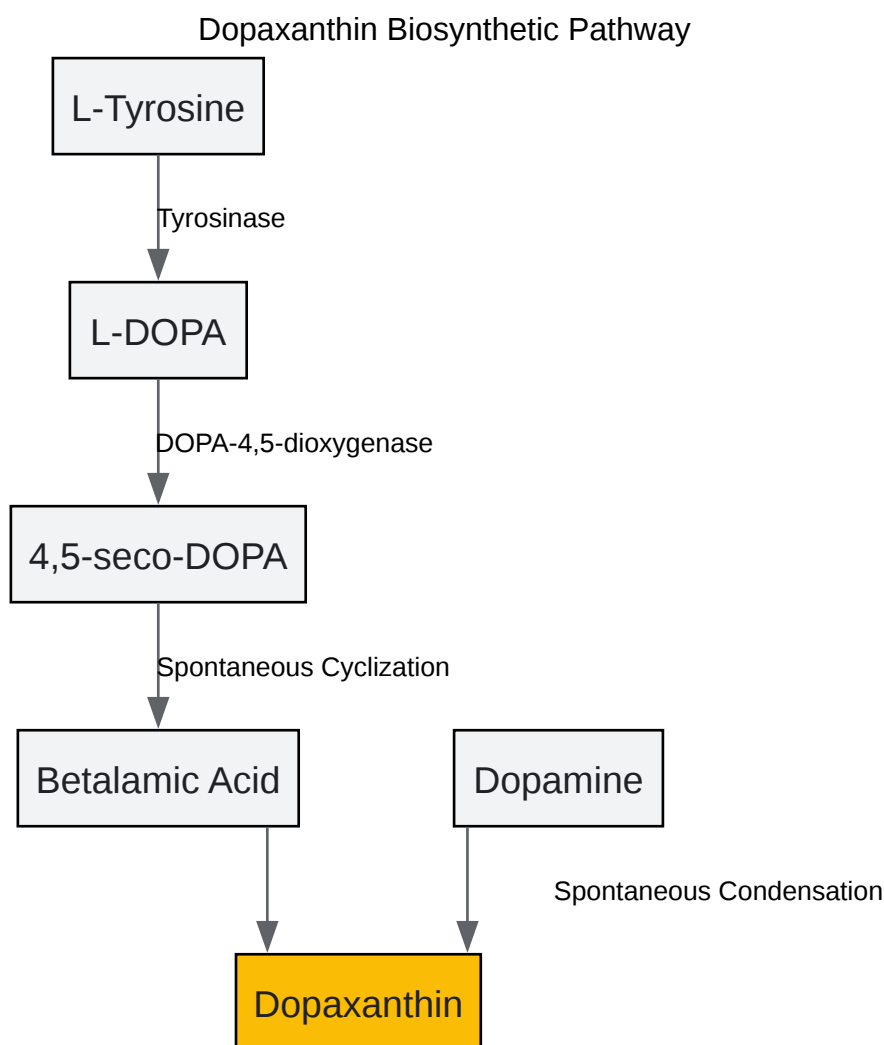 Dopaxanthin Biosynthetic Pathway
L-Tyrosine
Tyrosinase
L-DOPA
DOPA-4,5-dioxygenase
4,5-seco-DOPA
Spontaneous Cyclization
Betalamic Acid
Dopamine
Spontaneous Condensation
Dopaxanthin